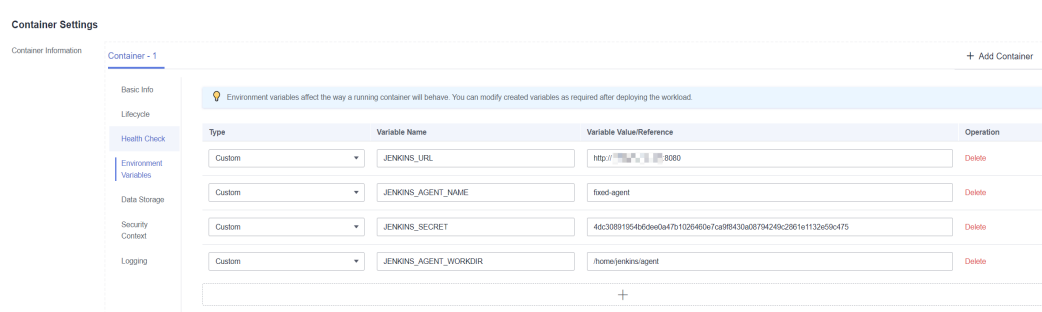 Container Settings
Container Information
Container - 1
+ Add Container
Basic Info
Lifecycle
Health Check
Environment
Variables
Data Storage
Security
Context
Logging
Environment variables affect the way a running container will behave. You can modify created variables as required after deploying the workload.
Type Variable Name Variable Value/Reference Operation
Custom JENKINS_URL http:// :8080 Delete
Custom JENKINS_AGENT_NAME fixed-agent Delete
Custom JENKINS_SECRET 4dc30891954b6dee0a47b1026460e7ca9f8430a08794249c2861e1132e59c475 Delete
Custom JENKINS_AGENT_WORKDIR /home/jenkins/agent Delete
+